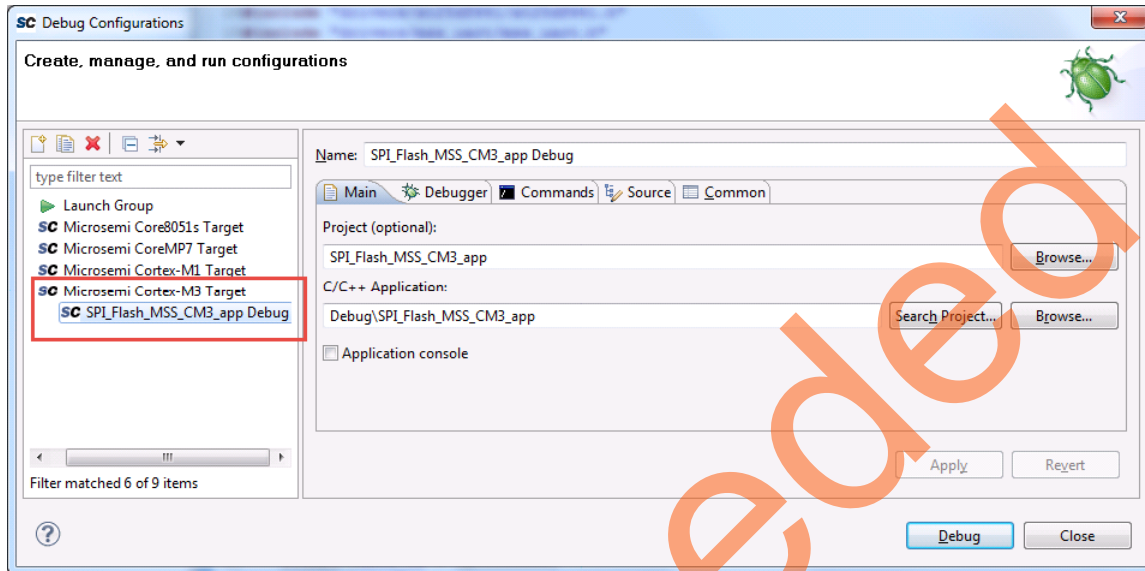 SC Debug Configurations
Create, manage, and run configurations
type filter text
Launch Group
SC Microsemi Core8051s Target
SC Microsemi CoreMP7 Target
SC Microsemi Cortex-M1 Target
SC Microsemi Cortex-M3 Target
SC SPI_Flash_MSS_CM3_app Debug
Filter matched 6 of 9 items
Name: SPI_Flash_MSS_CM3_app Debug
Main Debugger Commands Source Common
Project (optional):
SPI_Flash_MSS_CM3_app Browse...
C/C++ Application:
Debug\SPI_Flash_MSS_CM3_app Search Project... Browse...
Application console
Apply Revert
Debug Close
eded